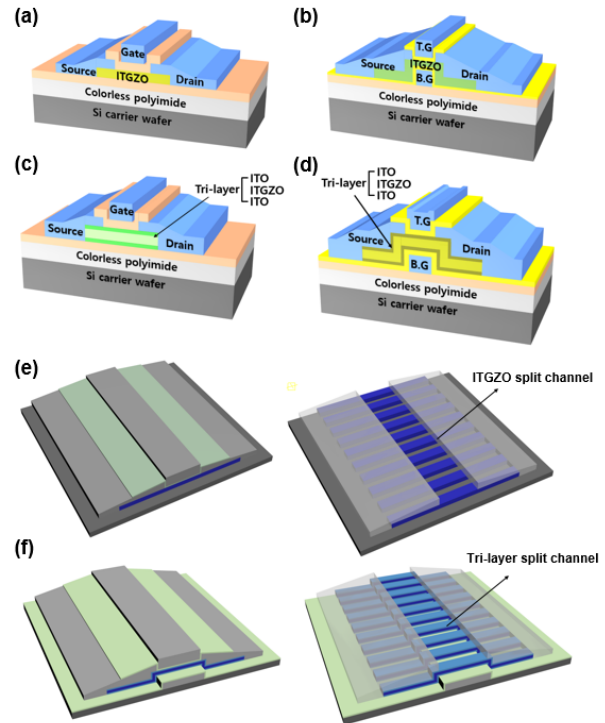 (a)
Gate
Source
ITGZO
Drain
Colorless polyimide
Si carrier wafer
(b)
T.G
Source
ITGZO
Drain
B.G
Colorless polyimide
Si carrier wafer
(c)
Tri-layer
ITO
ITGZO
ITO
Gate
Source
Drain
Colorless polyimide
Si carrier wafer
(d)
Tri-layer
ITO
ITGZO
ITO
T.G
Source
Drain
B.G
Colorless polyimide
Si carrier wafer
(e)
ITGZO split channel
(f)
Tri-layer split channel